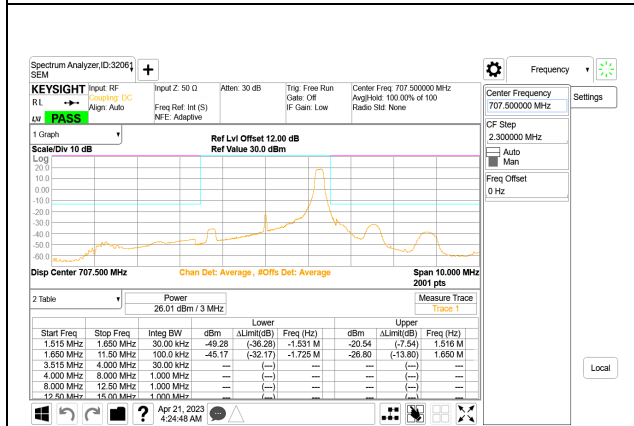 Spectrum Analyzer,ID:32061
SEM
+
Frequency
KEYSIGHT
Input: RF
Input Z: 50 Ω
Atten: 30 dB
Trig: Free Run
Center Freq: 707.500000 MHz
RL
Coupling: DC
Gate: Off
Avg|Hold: 100.00% of 100
Align: Auto
Freq Ref: Int (S)
IF Gain: Low
Radio Std: None
LXI
PASS
NFE: Adaptive
Center Frequency
707.500000 MHz
Settings
CF Step
2.300000 MHz
Auto
Man
Freq Offset
0 Hz
Local
1 Graph
Ref Lvl Offset 12.00 dB
Scale/Div 10 dB
Ref Value 30.0 dBm
Log
20.0
10.0
0.00
-10.0
-20.0
-30.0
-40.0
-50.0
-60.0
Disp Center 707.500 MHz
Chan Det: Average, #Offs Det: Average
Span 10.000 MHz
2001 pts
2 Table
Power
Measure Trace
26.01 dBm / 3 MHz
Trace 1
Lower
Upper
Start Freq Stop Freq Integ BW dBm ΔLimit(dB) Freq (Hz) dBm ΔLimit(dB) Freq (Hz)
1.515 MHz 1.650 MHz 30.00 kHz -49.28 (-36.28) -1.531 M -20.54 (-7.54) 1.516 M
1.650 MHz 11.50 MHz 100.0 kHz -45.17 (-32.17) -1.725 M -26.80 (-13.80) 1.650 M
3.515 MHz 4.000 MHz 30.00 kHz --- (---) --- --- (---) ---
4.000 MHz 8.000 MHz 1.000 MHz --- (---) --- --- (---) ---
8.000 MHz 12.50 MHz 1.000 MHz --- (---) --- --- (---) ---
12.50 MHz 15.00 MHz 1.000 MHz --- (---) --- --- (---) ---
?
Apr 21, 2023
4:24:48 AM